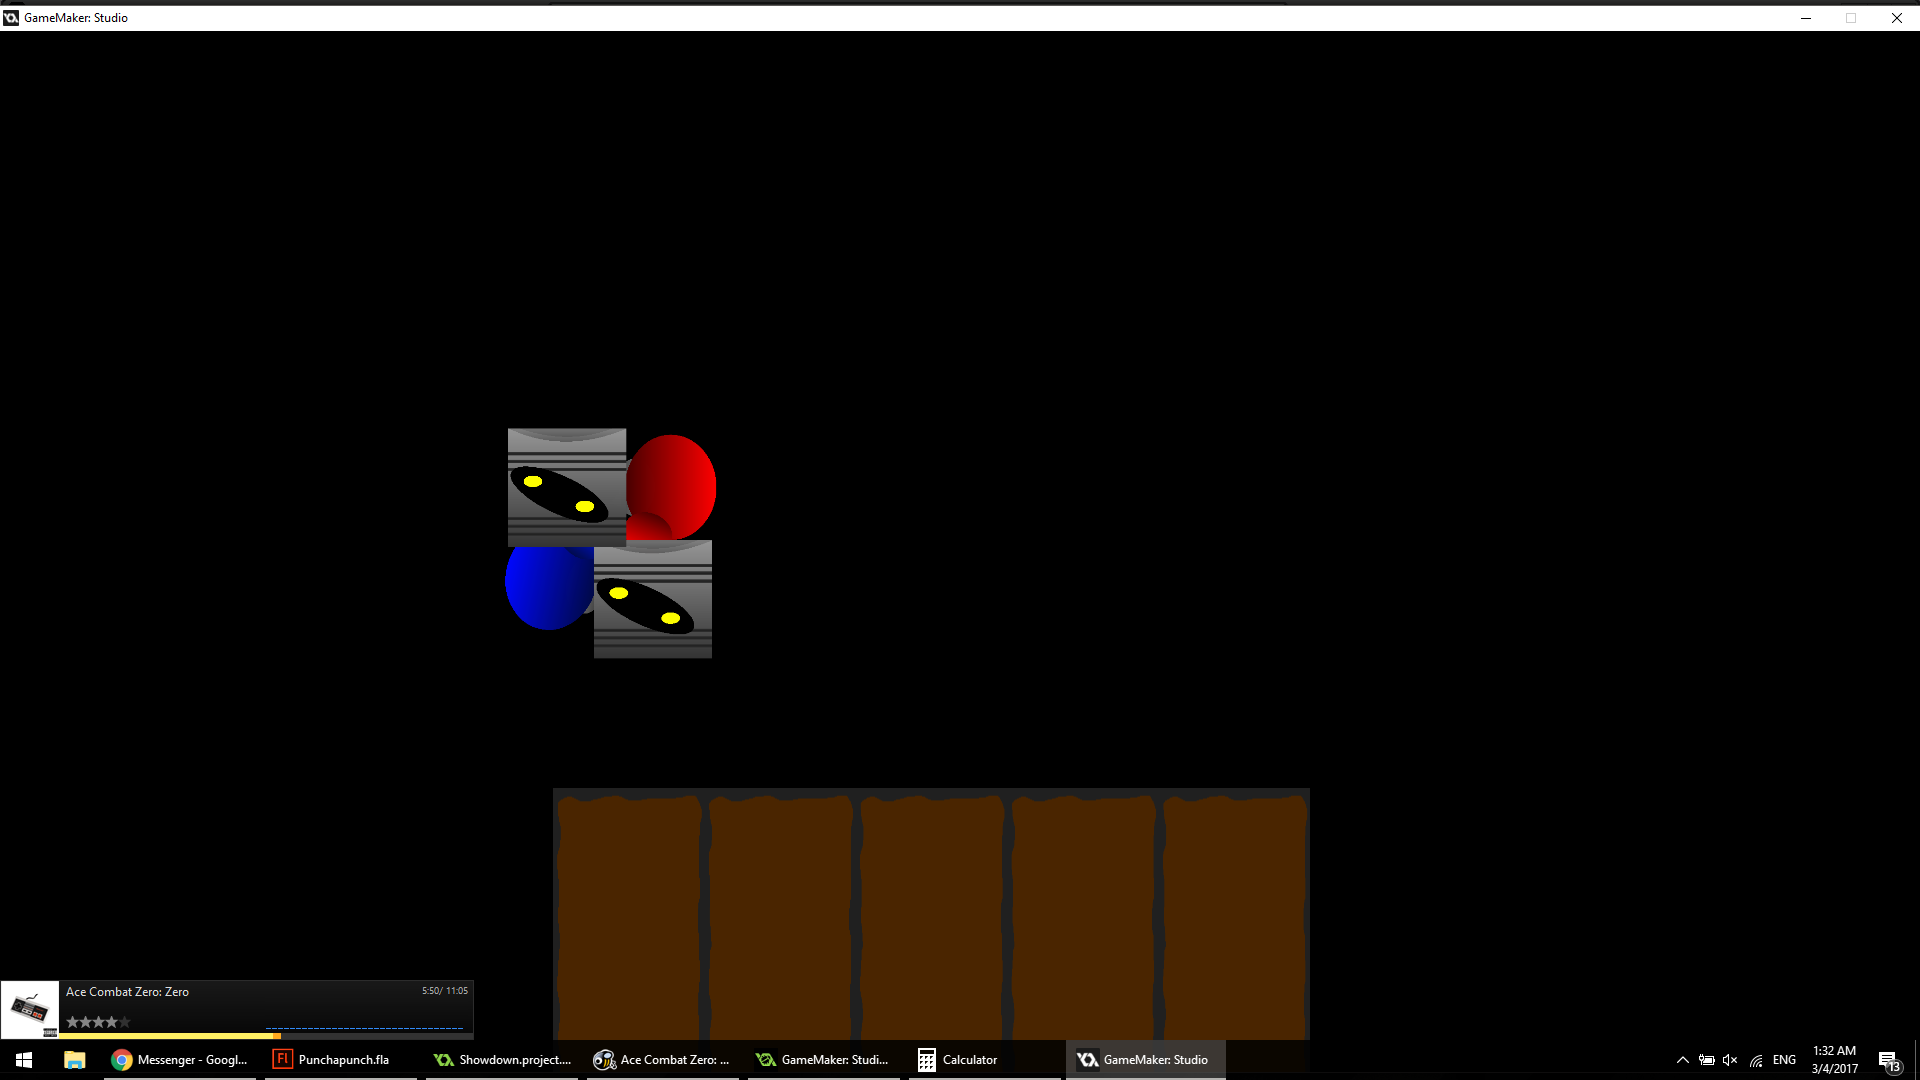 GameMaker: Studio
Ace Combat Zero: Zero
5:50/ 11:05
Messenger - Googl...
Punchapunch.fla
Showdown.project....
Ace Combat Zero: ...
GameMaker: Studi...
Calculator
GameMaker: Studio
ENG
1:32 AM
3/4/2017
13